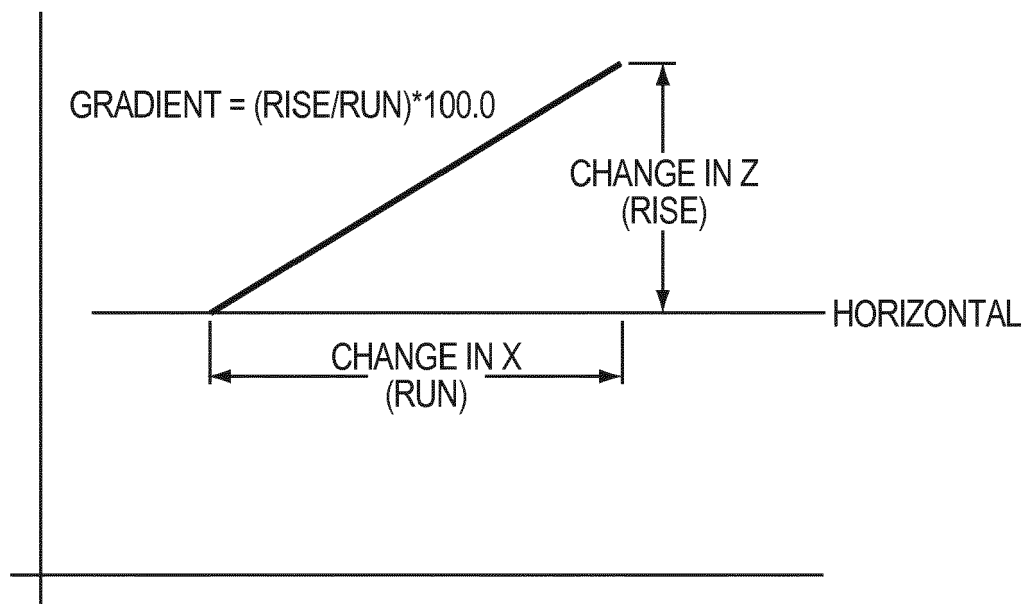 GRADIENT = (RISE/RUN)*100.0
CHANGE IN Z
(RISE)
HORIZONTAL
CHANGE IN X
(RUN)